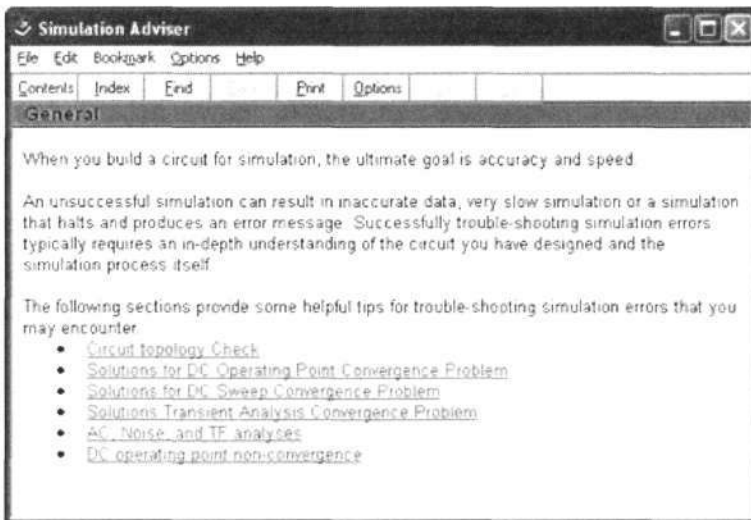 Simulation Adviser
File Edit Bookmark Options Help
Contents Index Find Print Options
General
When you build a circuit for simulation, the ultimate goal is accuracy and speed
An unsuccessful simulation can result in inaccurate data, very slow simulation or a simulation
that halts and produces an error message. Successfully trouble-shooting simulation errors
typically requires an in-depth understanding of the circuit you have designed and the
simulation process itself
The following sections provide some helpful tips for trouble-shooting simulation errors that you
may encounter
• Circuit topology Check
• Solutions for DC Operating Point Convergence Problem
• Solutions for DC Sweep Convergence Problem
• Solutions Transient Analysis Convergence Problem
• AC, Noise, and TF analyses
• DC operating point non-convergence